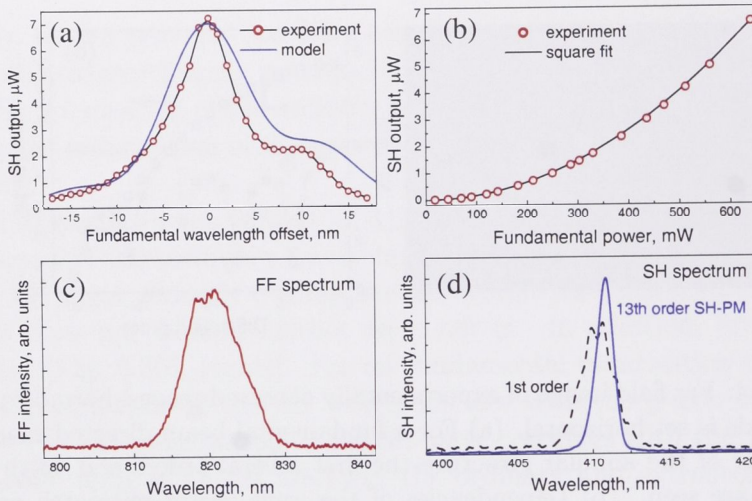 (a)
experiment
model
SH output, μW
7
6
5
4
3
2
1
0
-15 -10 -5 0 5 10 15
Fundamental wavelength offset, nm
(b)
experiment
square fit
SH output, μW
7
6
5
4
3
2
1
0
0 100 200 300 400 500 600
Fundamental power, mW
(c)
FF spectrum
FF intensity, arb. units
800 810 820 830 840
Wavelength, nm
(d)
SH spectrum
13th order SH-PM
1st order
SH intensity, arb. units
400 405 410 415 420
Wavelength, nm